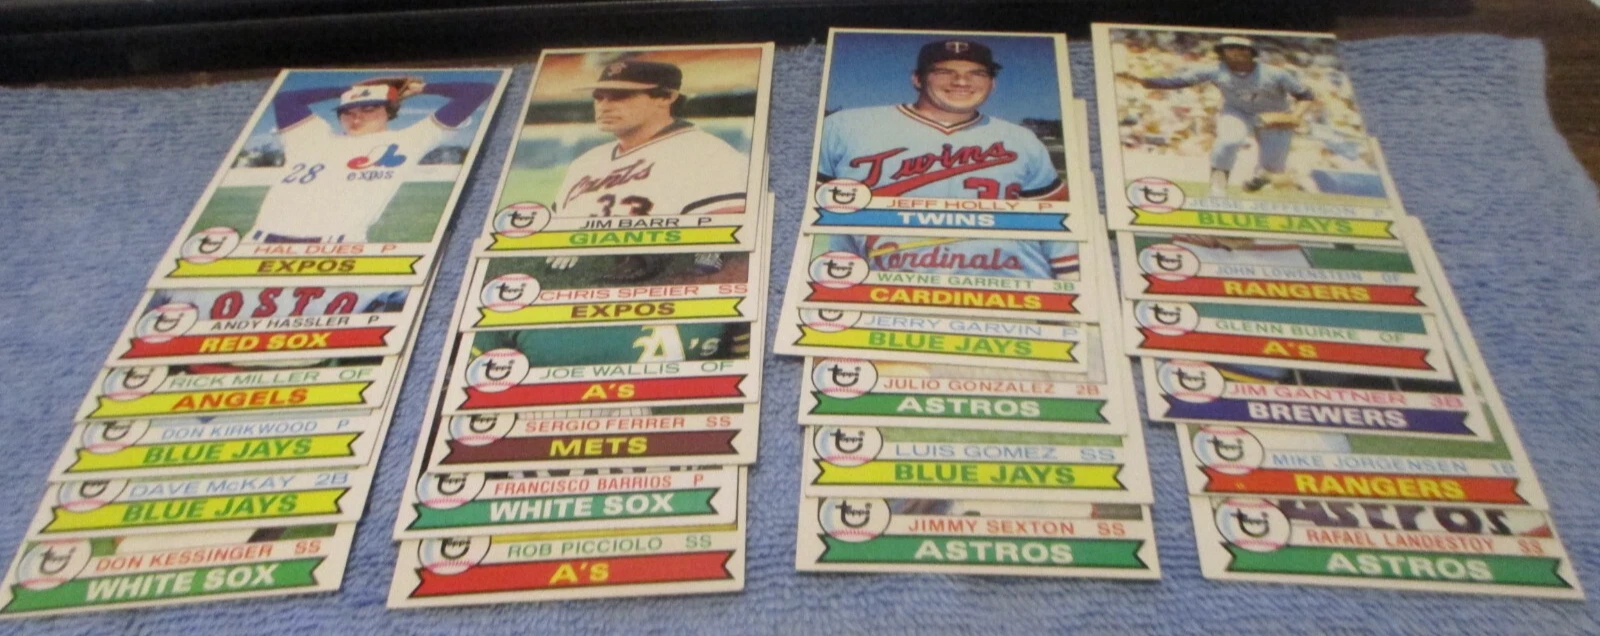 28 expos
HAL DUES P
EXPOS
OSTO
ANDY HASSLER P
RED SOX
RICK MILLER OF
ANGELS
DON KIRKWOOD P
BLUE JAYS
DAVE McKAY 2B
BLUE JAYS
DON KESSINGER SS
WHITE SOX
Giants
33
JIM BARR P
GIANTS
CHRIS SPEIER SS
EXPOS
A's
JOE WALLIS OF
A'S
SERGIO FERRER SS
METS
FRANCISCO BARRIOS P
WHITE SOX
ROB PICCIOLO SS
A'S
T
Twins
36
JEFF HOLLY P
TWINS
Cardinals
WAYNE GARRETT 3B
CARDINALS
JERRY GARVIN P
BLUE JAYS
JULIO GONZALEZ 2B
ASTROS
LUIS GOMEZ SS
BLUE JAYS
JIMMY SEXTON SS
ASTROS
JESSE JEFFERSON
BLUE JAYS
JOHN LOWENSTEIN OF
RANGERS
GLENN BURKE OF
A's
JIM GANTNER 3B
BREWERS
MIKE JORGENSEN 1B
RANGERS
ASTROS
RAFAEL LANDESTOY SS
ASTROS